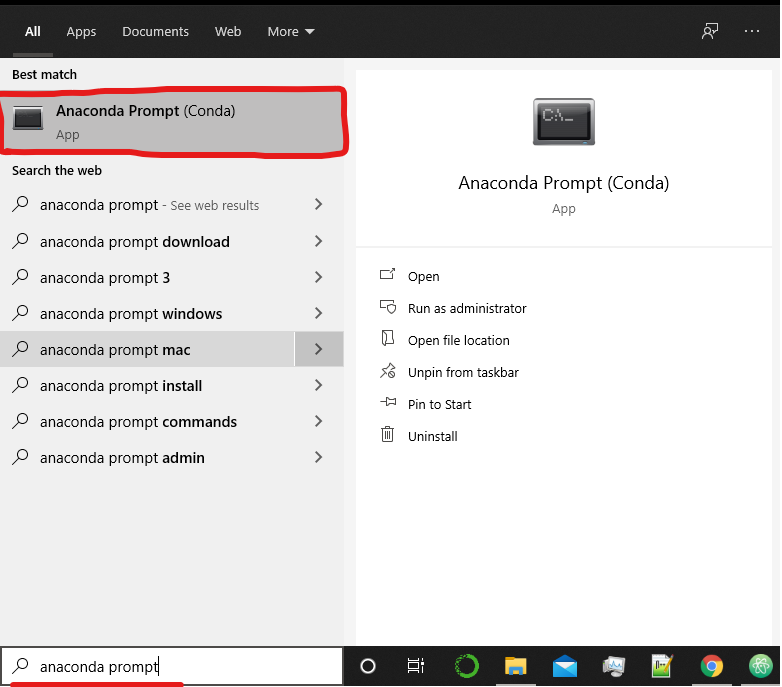 All Apps Documents Web More
Best match
Anaconda Prompt (Conda)
App
Search the web
anaconda prompt - See web results
anaconda prompt download
anaconda prompt 3
anaconda prompt windows
anaconda prompt mac
anaconda prompt install
anaconda prompt commands
anaconda prompt admin
C:\_
Anaconda Prompt (Conda)
App
Open
Run as administrator
Open file location
Unpin from taskbar
Pin to Start
Uninstall
anaconda prompt